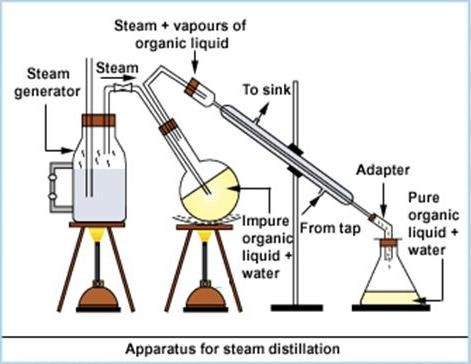 Steam + vapours of
organic liquid
Steam
generator
Steam
To sink
Adapter
Pure
organic
liquid +
water
Impure
organic
liquid +
water
From tap
Apparatus for steam distillation